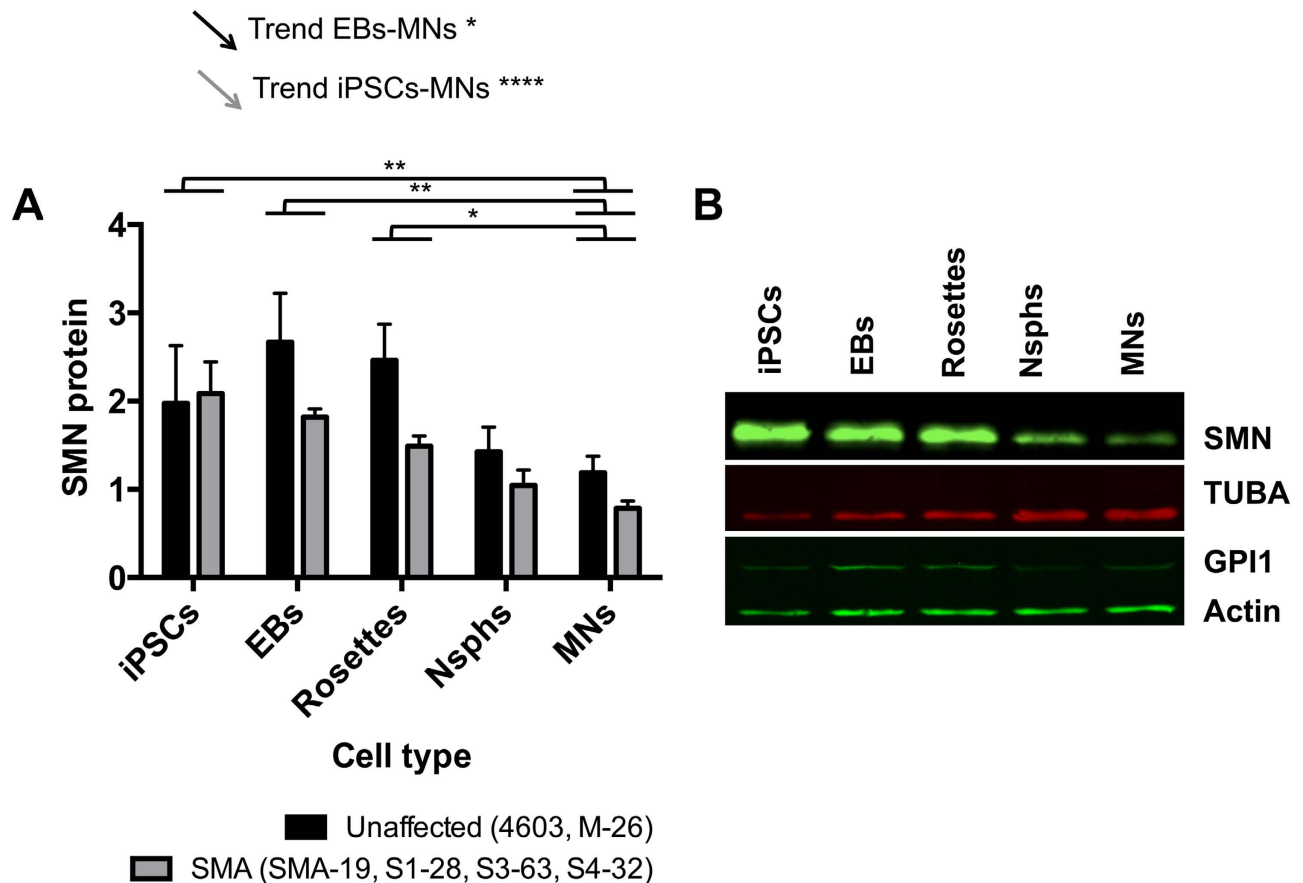 Trend EBs-MNs *
Trend iPSCs-MNs ****
A
**
**
*
SMN protein
4
3
2
1
0
iPSCs
EBs
Rosettes
Nsphs
MNs
Cell type
Unaffected (4603, M-26)
SMA (SMA-19, S1-28, S3-63, S4-32)
B
iPSCs
EBs
Rosettes
Nsphs
MNs
SMN
TUBA
GPI1
Actin